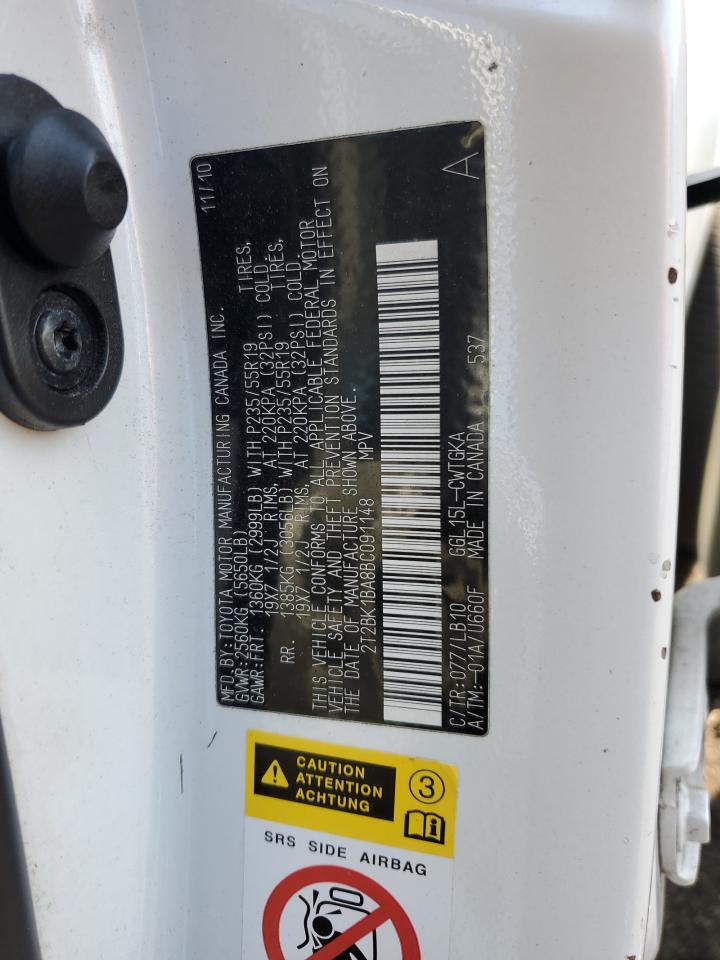 MFD.BY:TOYOTA MOTOR MANUFACTURING CANADA INC. 11/10
GVWR:2560KG (5650LB)
GAWR:FRT. 1360KG (2999LB) WITH P235/55R19 TIRES,
19X7 1/2J RIMS, AT 220KPA (32PSI) COLD
RR. 1385KG (3056LB) WITH P235/55R19 TIRES,
19X7 1/2J RIMS, AT 220KPA (32PSI) COLD
THIS VEHICLE CONFORMS TO ALL APPLICABLE FEDERAL MOTOR
VEHICLE SAFETY AND THEFT PREVENTION STANDARDS IN EFFECT ON
THE DATE OF MANUFACTURE SHOWN ABOVE.
2T2BK1BA8BC091148 MPV
C/TR:077/LB10 GGL15L-CWTGKA
A/TM:-01A/U660F MADE IN CANADA 537
A
CAUTION
ATTENTION
ACHTUNG
3
SRS SIDE AIRBAG